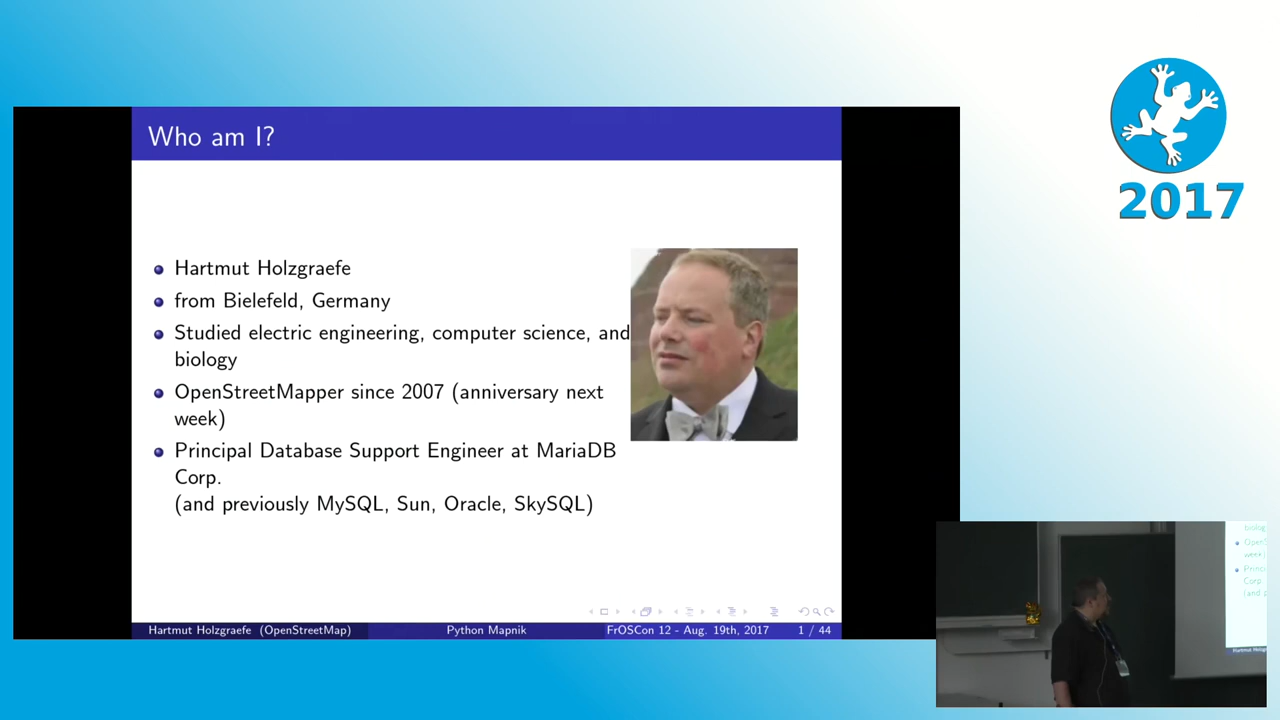 Who am I?
2017
Hartmut Holzgraefe
from Bielefeld, Germany
Studied electric engineering, computer science, and
biology
OpenStreetMapper since 2007 (anniversary next
week)
Principal Database Support Engineer at MariaDB
Corp.
(and previously MySQL, Sun, Oracle, SkySQL)
Hartmut Holzgraefe (OpenStreetMap) Python Mapnik FrOSCon 12 - Aug. 19th, 2017 1 / 44